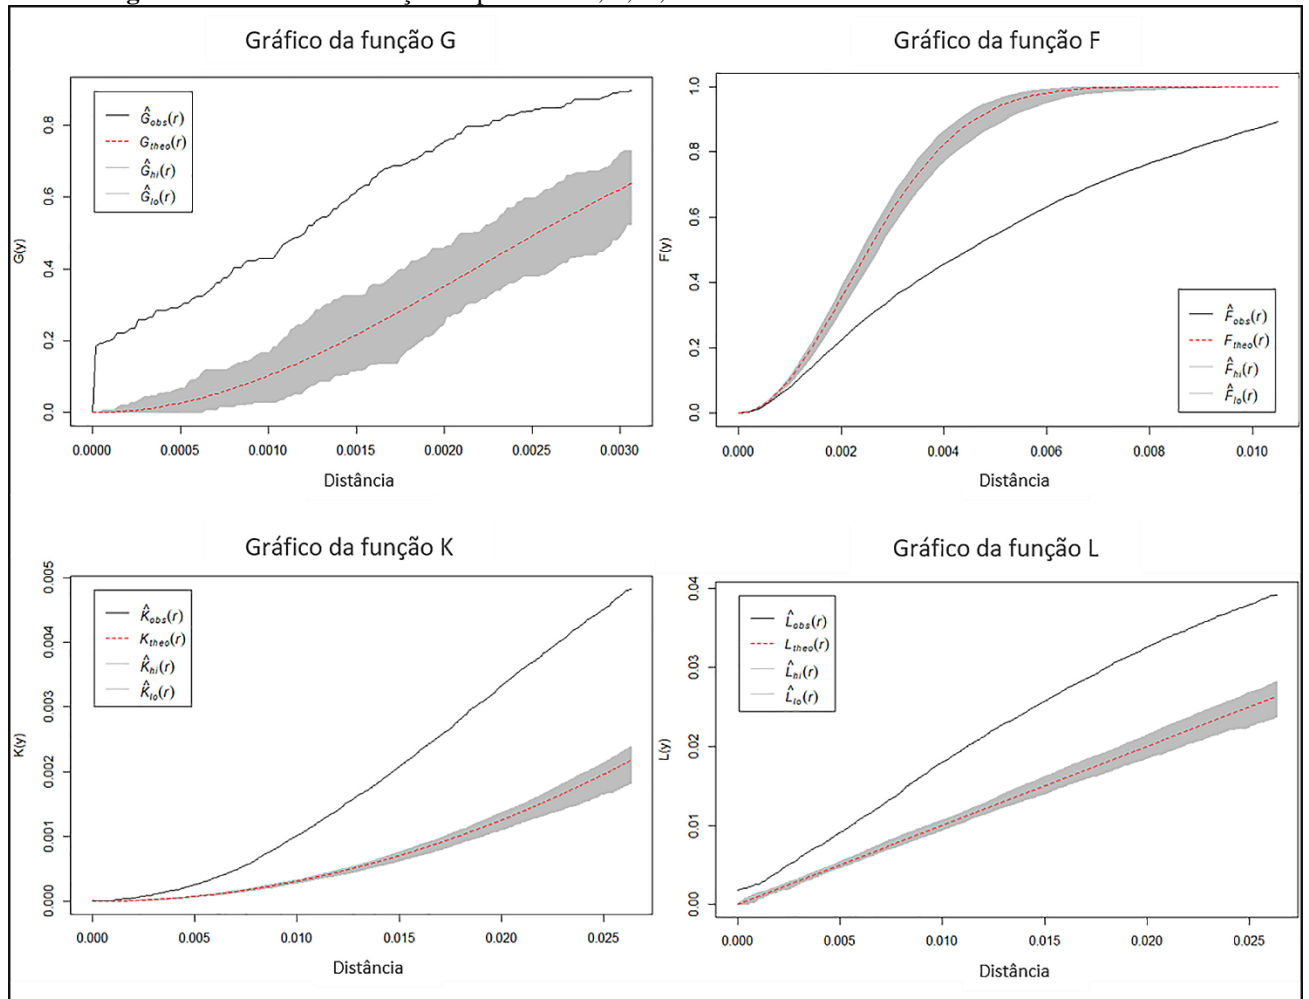 Gráfico da função G
Ĝobs(r)
Gtheo(r)
Ĝhi(r)
Ĝlo(r)
G(y)
0.0
0.2
0.4
0.6
0.8
0.0000 0.0005 0.0010 0.0015 0.0020 0.0025 0.0030
Distância
Gráfico da função F
F̂obs(r)
Ftheo(r)
F̂hi(r)
F̂lo(r)
F(y)
0.0
0.2
0.4
0.6
0.8
1.0
0.000 0.002 0.004 0.006 0.008 0.010
Distância
Gráfico da função K
K̂obs(r)
Ktheo(r)
K̂hi(r)
K̂lo(r)
K(y)
0.000
0.001
0.002
0.003
0.004
0.005
0.000 0.005 0.010 0.015 0.020 0.025
Distância
Gráfico da função L
L̂obs(r)
Ltheo(r)
L̂hi(r)
L̂lo(r)
L(y)
0.00
0.01
0.02
0.03
0.04
0.000 0.005 0.010 0.015 0.020 0.025
Distância